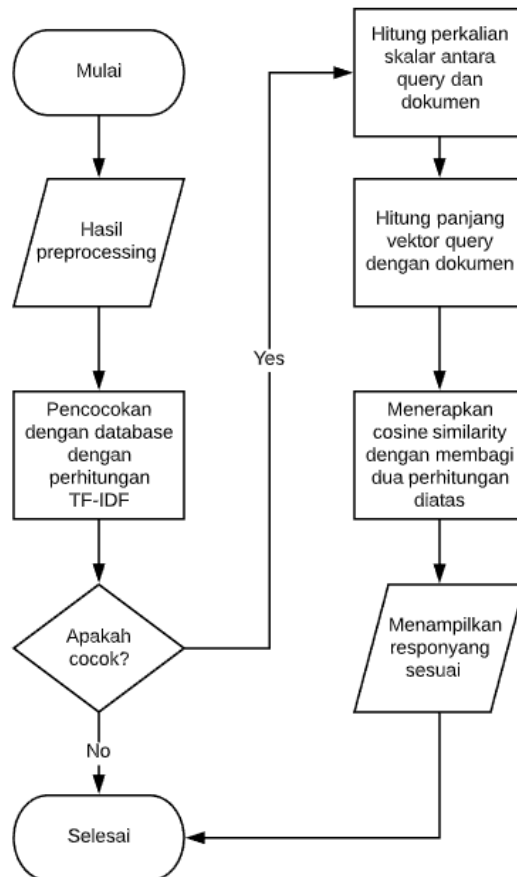 Mulai
Hasil
preprocessing
Pencocokan
dengan database
dengan
perhitungan
TF-IDF
Apakah
cocok?
Yes
No
Hitung perkalian
skalar antara
query dan
dokumen
Hitung panjang
vektor query
dengan dokumen
Menerapkan
cosine similarity
dengan membagi
dua perhitungan
diatas
Menampilkan
responyang
sesuai
Selesai